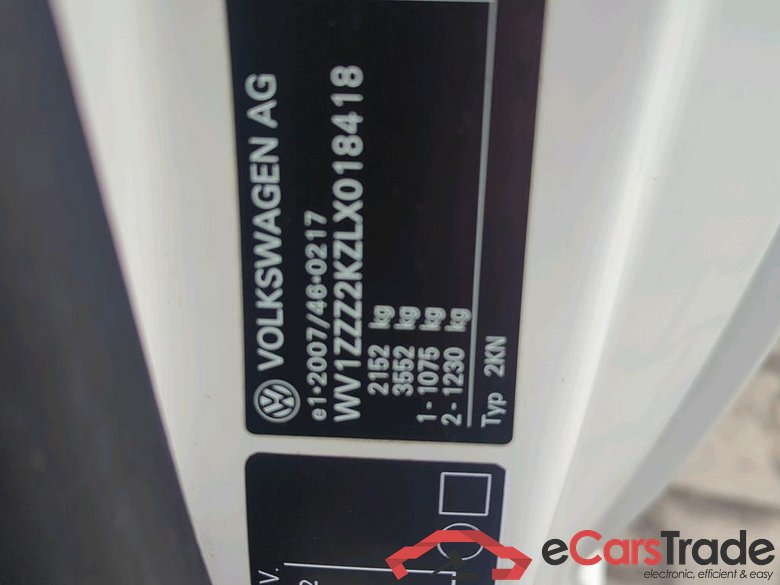 VOLKSWAGEN AG
e1*2007/46*0217
WV1ZZZ2KZLX018418
2152 kg
3552 kg
1- 1075 kg
2- 1230 kg
Typ 2KN
V.
2
eCarsTrade
electronic, efficient & easy